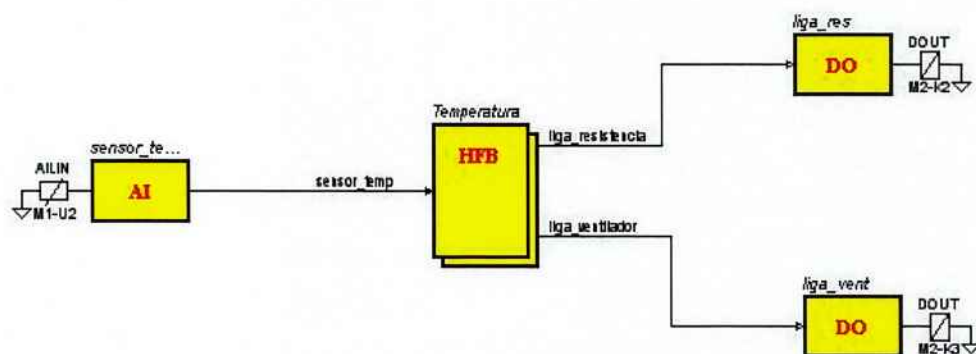 liga_res
DOUT
DO
M2-K2
Temperatura
liga_resistencia
HFB
sensor_te...
AILIN
AI
sensor_temp
M1-U2
liga_ventilador
liga_vent
DOUT
DO
M2-K3